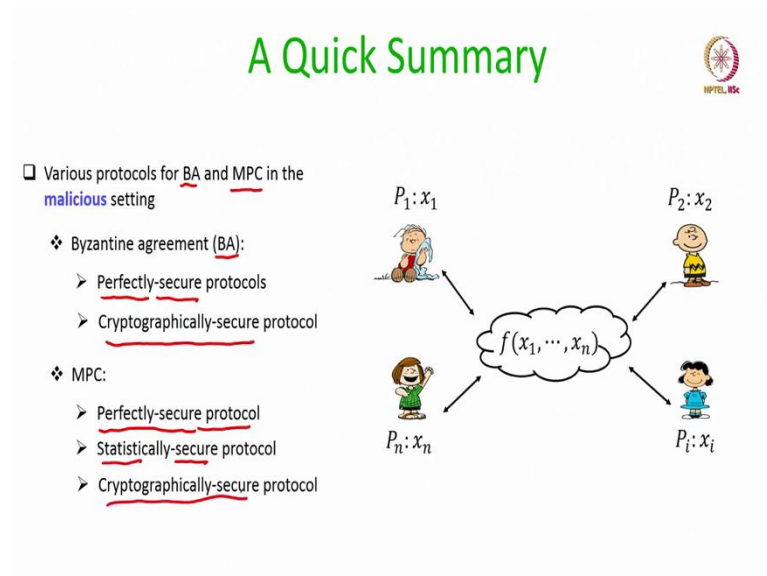 A Quick Summary
NPTEL, IISc
Various protocols for BA and MPC in the
malicious setting
Byzantine agreement (BA):
Perfectly-secure protocols
Cryptographically-secure protocol
MPC:
Perfectly-secure protocol
Statistically-secure protocol
Cryptographically-secure protocol
P₁: x₁
P₂: x₂
f(x₁, ⋯, xₙ)
Pₙ: xₙ
Pᵢ: xᵢ